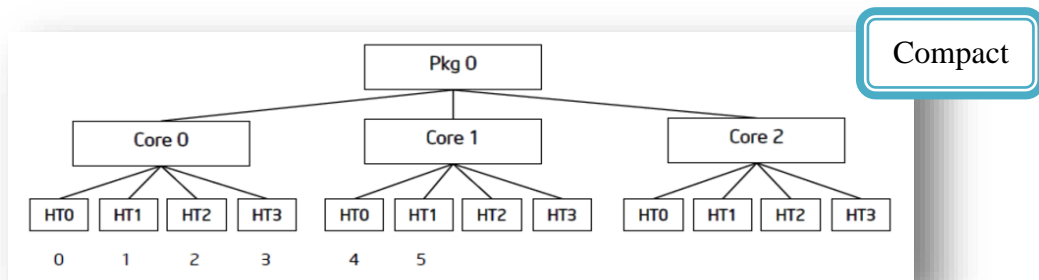 Compact
Pkg 0
Core 0 Core 1 Core 2
HT0 HT1 HT2 HT3 HT0 HT1 HT2 HT3 HT0 HT1 HT2 HT3
0 1 2 3 4 5